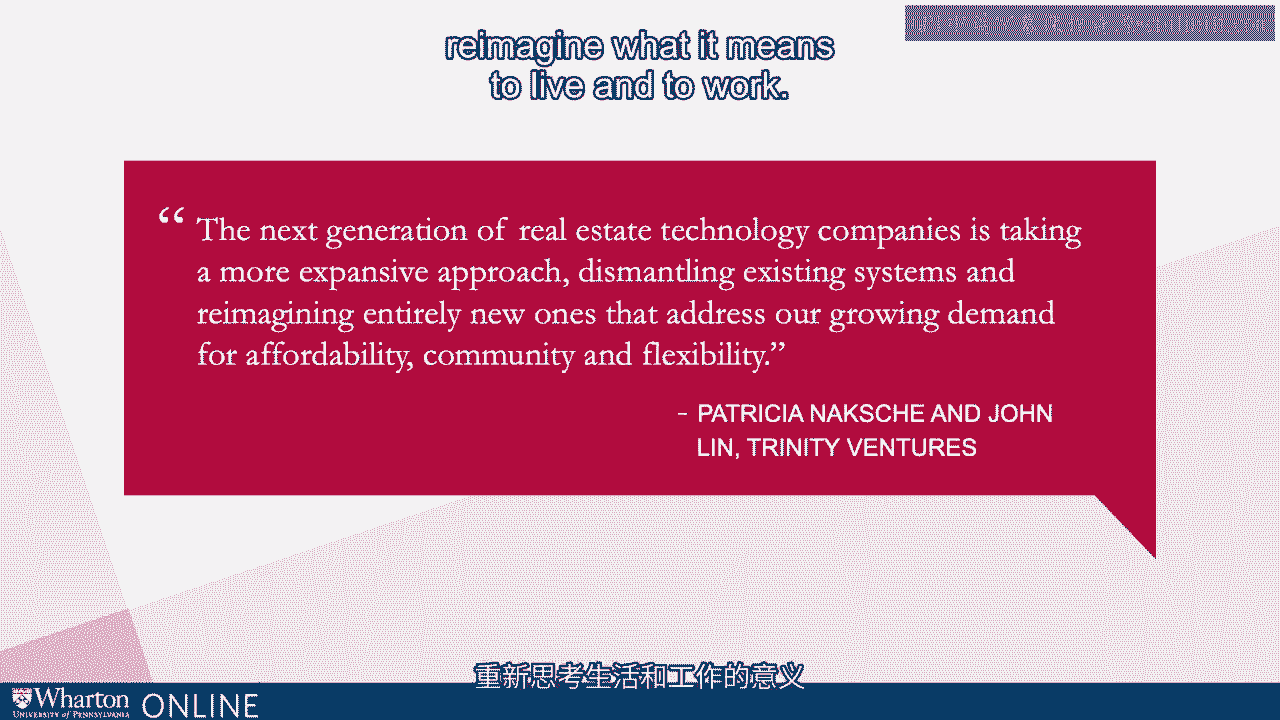 reimagine what it means
to live and to work.
“ The next generation of real estate technology companies is taking
a more expansive approach, dismantling existing systems and
reimagining entirely new ones that address our growing demand
for affordability, community and flexibility.”
– PATRICIA NAKSCHE AND JOHN
LIN, TRINITY VENTURES
重新思考生活和工作的意义
Wharton
UNIVERSITY of PENNSYLVANIA
ONLINE